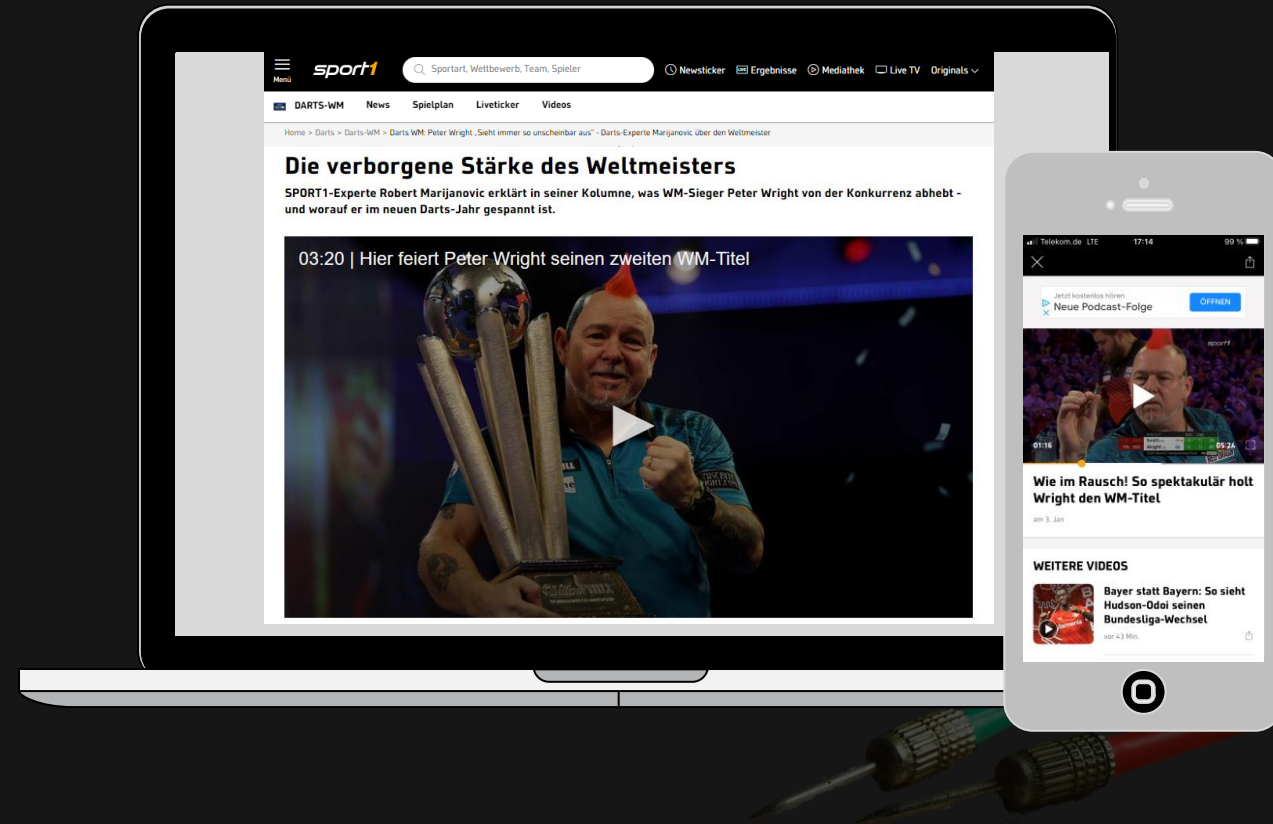 Menü
sport1
Sportart, Wettbewerb, Team, Spieler
Newsticker
LIVE Ergebnisse
Mediathek
Live TV
Originals
DARTS-WM
News
Spielplan
Liveticker
Videos
Home > Darts > Darts-WM > Darts WM: Peter Wright „Sieht immer so unscheinbar aus" - Darts-Experte Marijanovic über den Weltmeister
Die verborgene Stärke des Weltmeisters
SPORT1-Experte Robert Marijanovic erklärt in seiner Kolumne, was WM-Sieger Peter Wright von der Konkurrenz abhebt -
und worauf er im neuen Darts-Jahr gespannt ist.
03:20 | Hier feiert Peter Wright seinen zweiten WM-Titel
William HILL
Telekom.de LTE
17:14
99 %
Jetzt kostenlos hören
Neue Podcast-Folge
ÖFFNEN
sport1
01:16
05:24
Wie im Rausch! So spektakulär holt
Wright den WM-Titel
am 3. Jan
WEITERE VIDEOS
Bayer statt Bayern: So sieht
Hudson-Odoi seinen
Bundesliga-Wechsel
vor 43 Min.